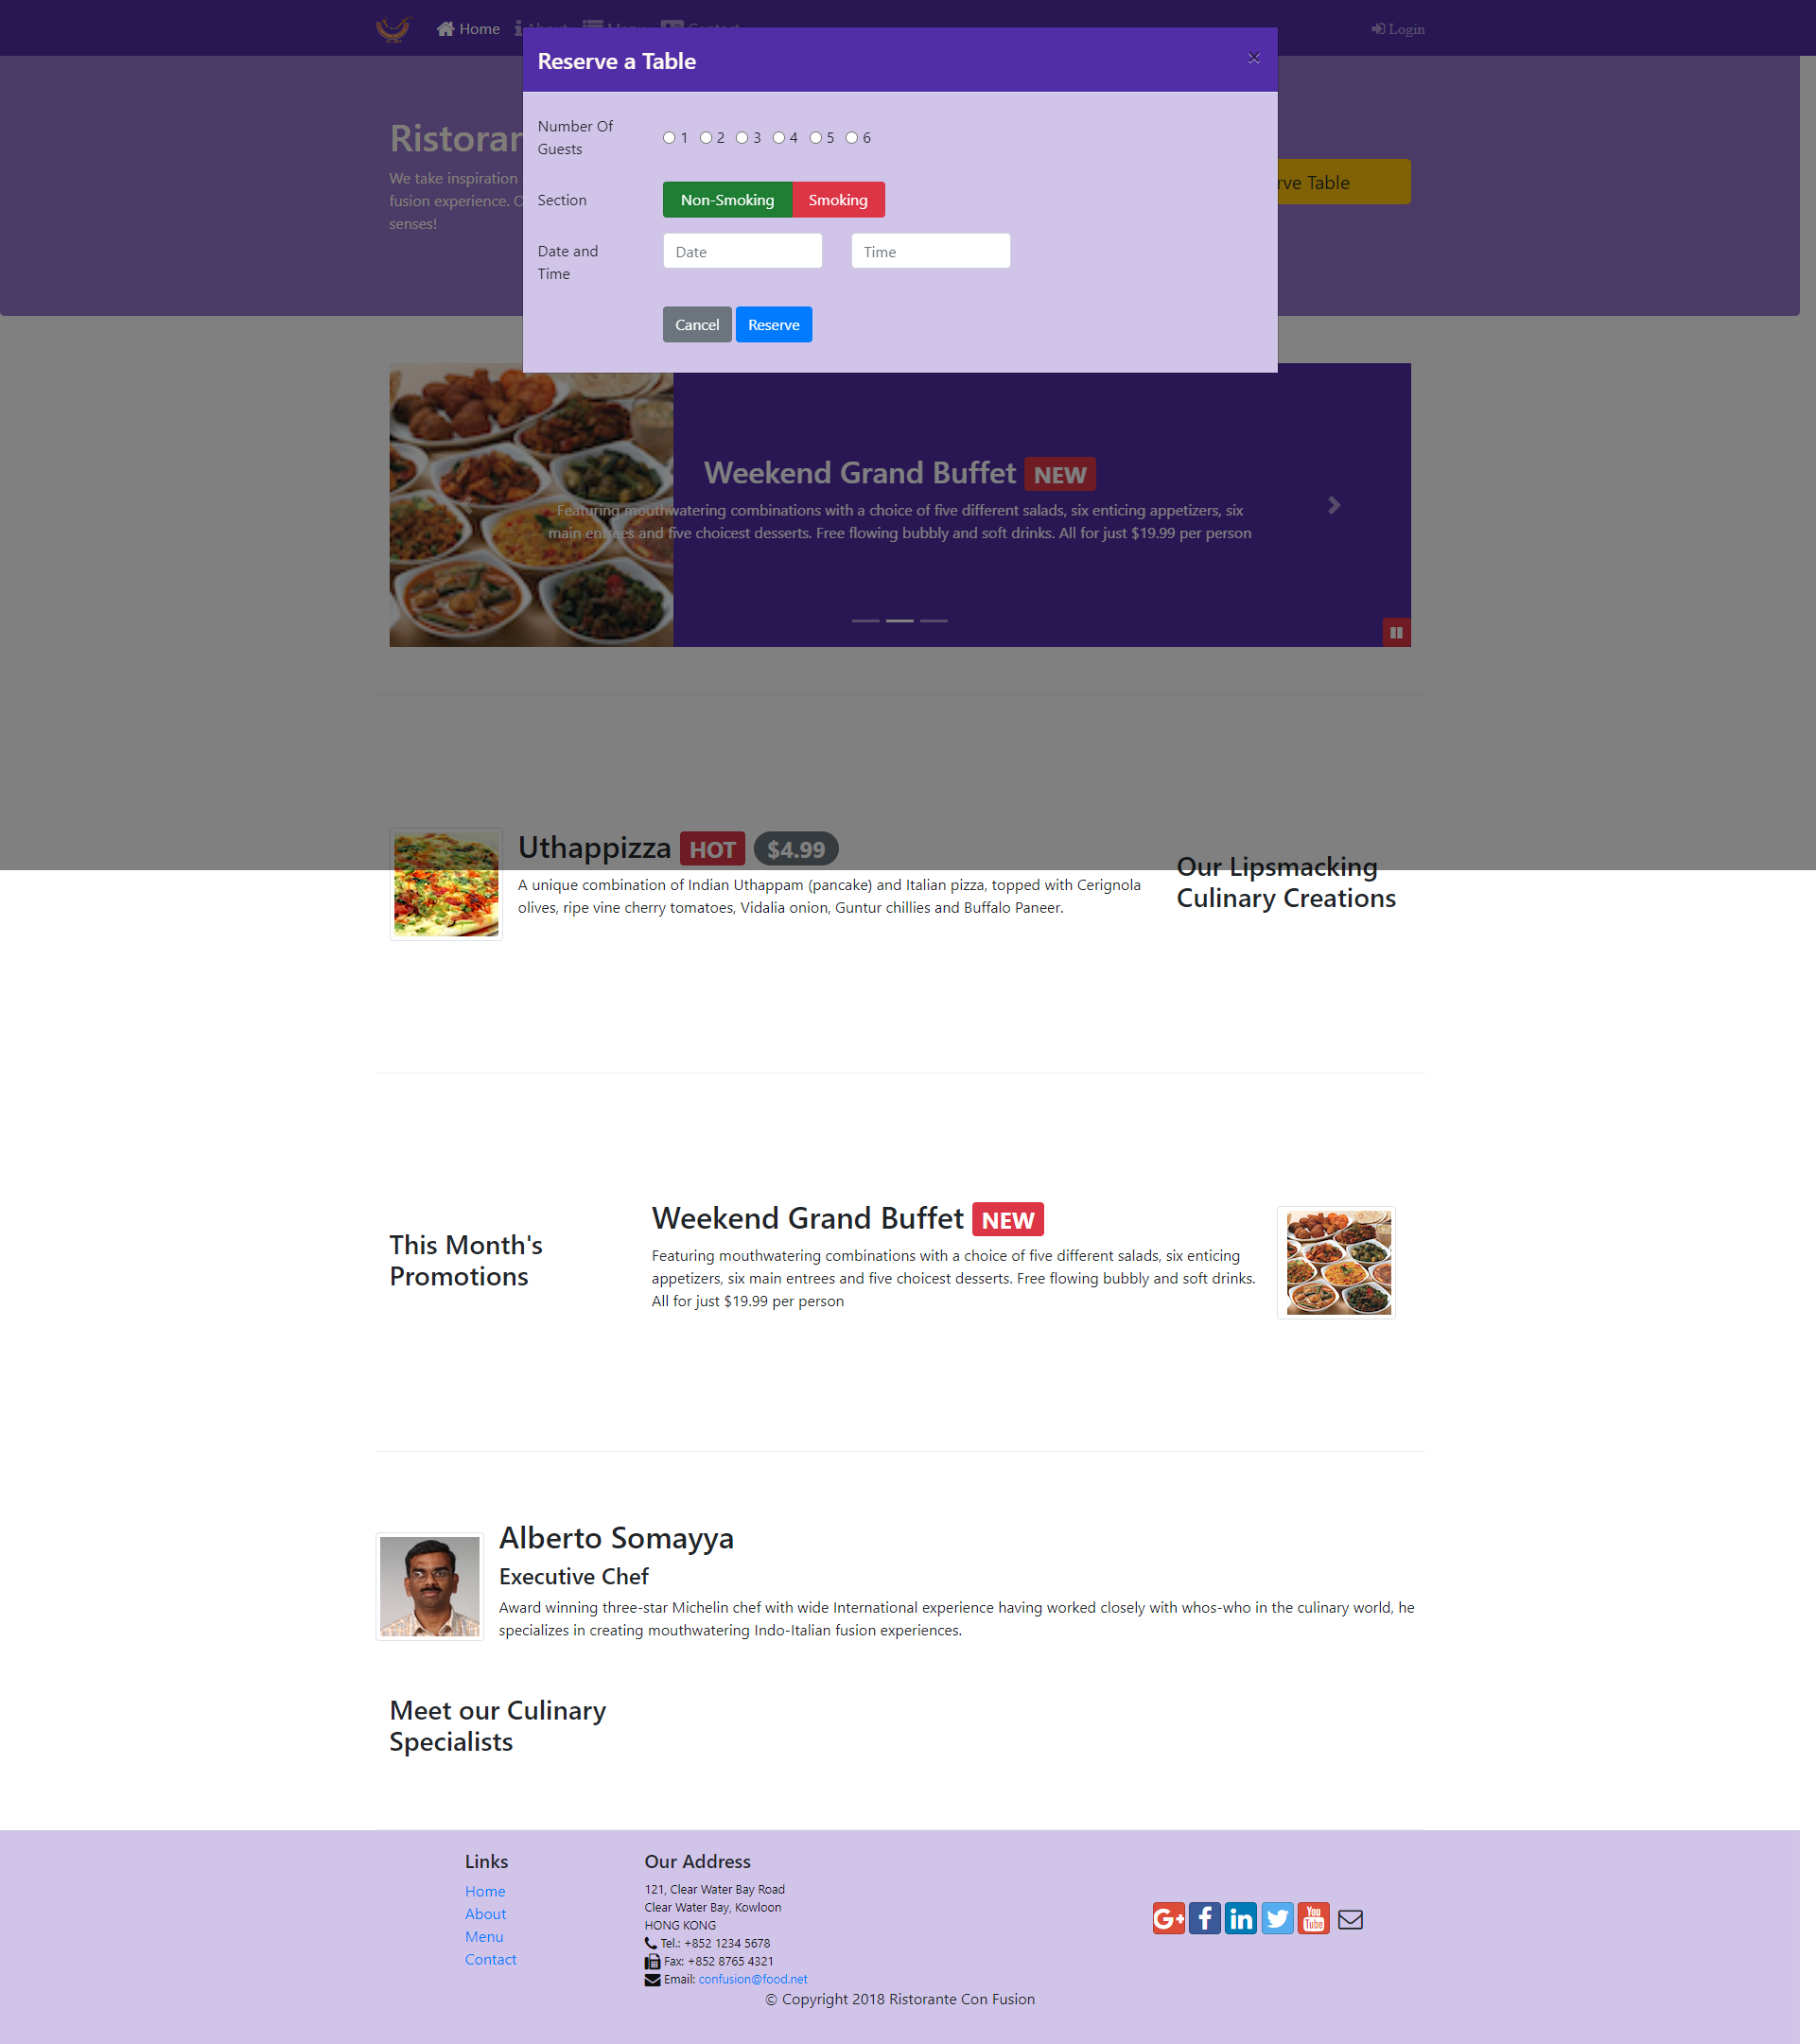 Home About Menu Contact Login
Reserve a Table ×
Number Of
Guests
1 2 3 4 5 6
Section Non-Smoking Smoking
Date and
Time
Date Time
Cancel Reserve
We take inspiration
fusion experience.
senses!
Table
Weekend Grand Buffet NEW
Featuring mouthwatering combinations with a choice of five different salads, six enticing appetizers, six
main entrees and five choicest desserts. Free flowing bubbly and soft drinks. All for just $19.99 per person
Uthappizza HOT $4.99
A unique combination of Indian Uthappam (pancake) and Italian pizza, topped with Cerignola
olives, ripe vine cherry tomatoes, Vidalia onion, Guntur chillies and Buffalo Paneer.
Our Lipsmacking
Culinary Creations
This Month's
Promotions
Weekend Grand Buffet NEW
Featuring mouthwatering combinations with a choice of five different salads, six enticing
appetizers, six main entrees and five choicest desserts. Free flowing bubbly and soft drinks.
All for just $19.99 per person
Alberto Somayya
Executive Chef
Award winning three-star Michelin chef with wide International experience having worked closely with whos-who in the culinary world, he
specializes in creating mouthwatering Indo-Italian fusion experiences.
Meet our Culinary
Specialists
Links
Home
About
Menu
Contact
Our Address
121, Clear Water Bay Road
Clear Water Bay, Kowloon
HONG KONG
Tel.: +852 1234 5678
Fax: +852 8765 4321
Email: confusion@food.net
G+ f in You Tube
© Copyright 2018 Ristorante Con Fusion